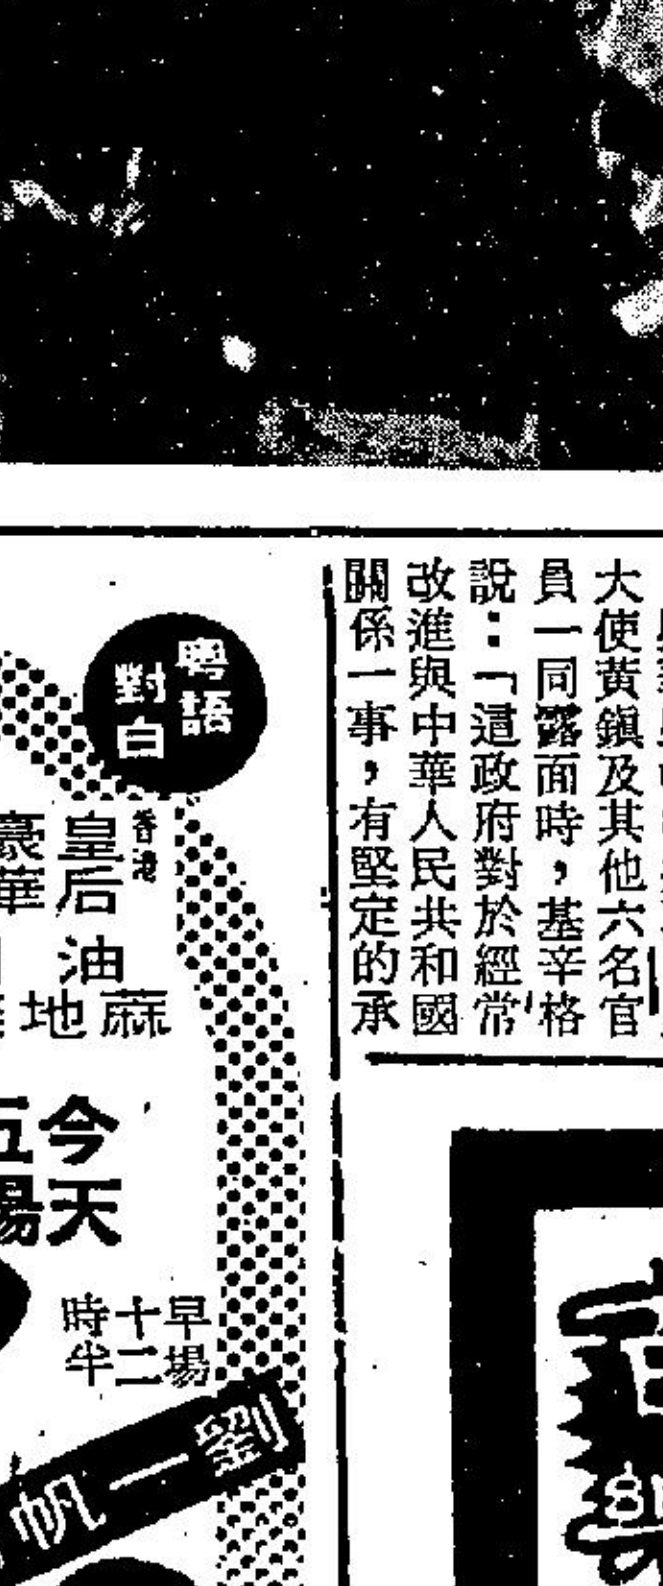 大使黃鎮及其他六名官
員一同露面時，基辛格
說：「這政府對於經常
改進與中華人民共和國
關係一事，有堅定的承
粵語
對白
香港
皇后
豪華
油
麻地
今天
五場
早場
十二
時半
劉一帆